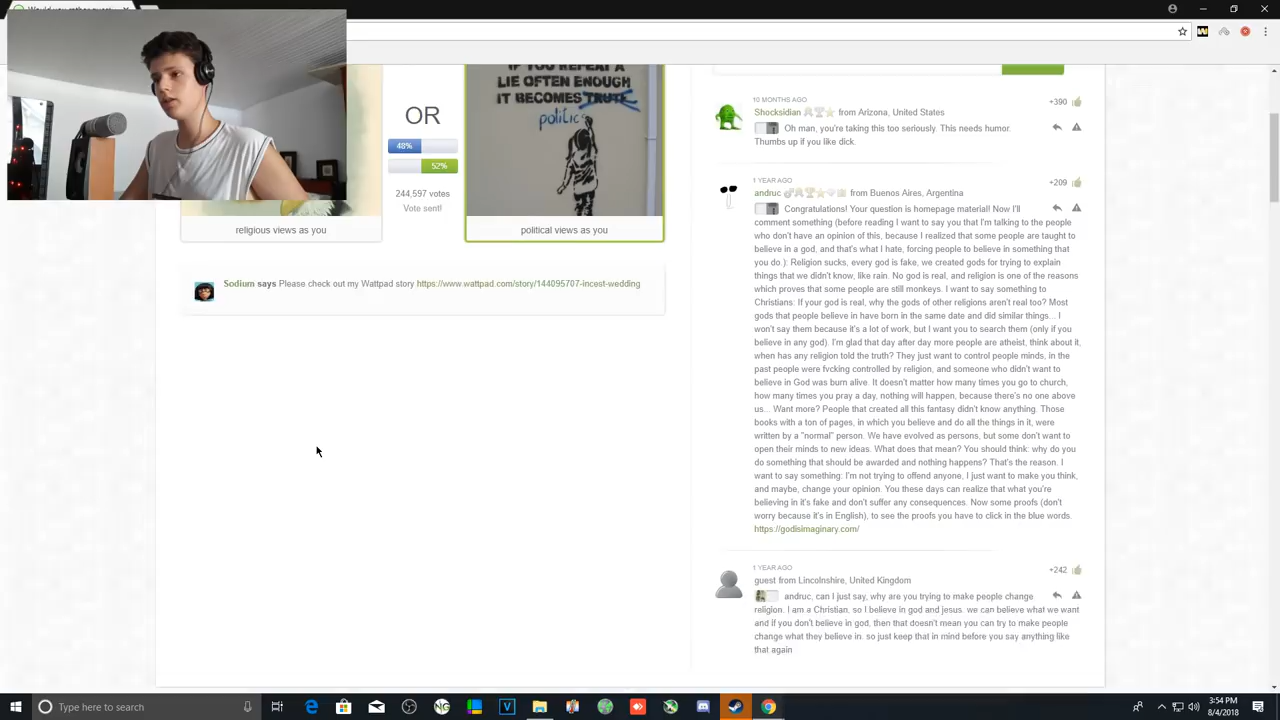 IF YOU REPEAT A
LIE OFTEN ENOUGH
IT BECOMES TRUTH
politics
OR
48%
52%
244,597 votes
Vote sent!
religious views as you
political views as you
Sodium says Please check out my Wattpad story https://www.wattpad.com/story/144095707-incest-wedding
10 MONTHS AGO
+390
Shocksidian from Arizona, United States
Oh man, you're taking this too seriously. This needs humor.
Thumbs up if you like dick.
1 YEAR AGO
+209
andruc from Buenos Aires, Argentina
Congratulations! Your question is homepage material! Now I'll
comment something (before reading I want to say you that I'm talking to the people
who don't have an opinion of this, because I realized that some people are taught to
believe in a god, and that's what I hate, forcing people to believe in something that
you do.): Religion sucks, every god is fake, we created gods for trying to explain
things that we didn't know, like rain. No god is real, and religion is one of the reasons
which proves that some people are still monkeys. I want to say something to
Christians: If your god is real, why the gods of other religions aren't real too? Most
gods that people believe in have born in the same date and did similar things... I
won't say them because it's a lot of work, but I want you to search them (only if you
believe in any god). I'm glad that day after day more people are atheist, think about it,
when has any religion told the truth? They just want to control people minds, in the
past people were fvcking controlled by religion, and someone who didn't want to
believe in God was burn alive. It doesn't matter how many times you go to church,
how many times you pray a day, nothing will happen, because there's no one above
us... Want more? People that created all this fantasy didn't know anything. Those
books with a ton of pages, in which you believe and do all the things in it, were
written by a "normal" person. We have evolved as persons, but some don't want to
open their minds to new ideas. What does that mean? You should think: why do you
do something that should be awarded and nothing happens? That's the reason. I
want to say something: I'm not trying to offend anyone, I just want to make you think,
and maybe, change your opinion. You these days can realize that what you're
believing in it's fake and don't suffer any consequences. Now some proofs (don't
worry because it's in English), to see the proofs you have to click in the blue words.
https://godisimaginary.com/
1 YEAR AGO
+242
guest from Lincolnshire, United Kingdom
andruc, can I just say, why are you trying to make people change
religion. I am a Christian. so I believe in god and jesus. we can believe what we want
and if you don't believe in god, then that doesn't mean you can try to make people
change what they believe in. so just keep that in mind before you say anything like
that again
Type here to search
3:54 PM
8/4/2018